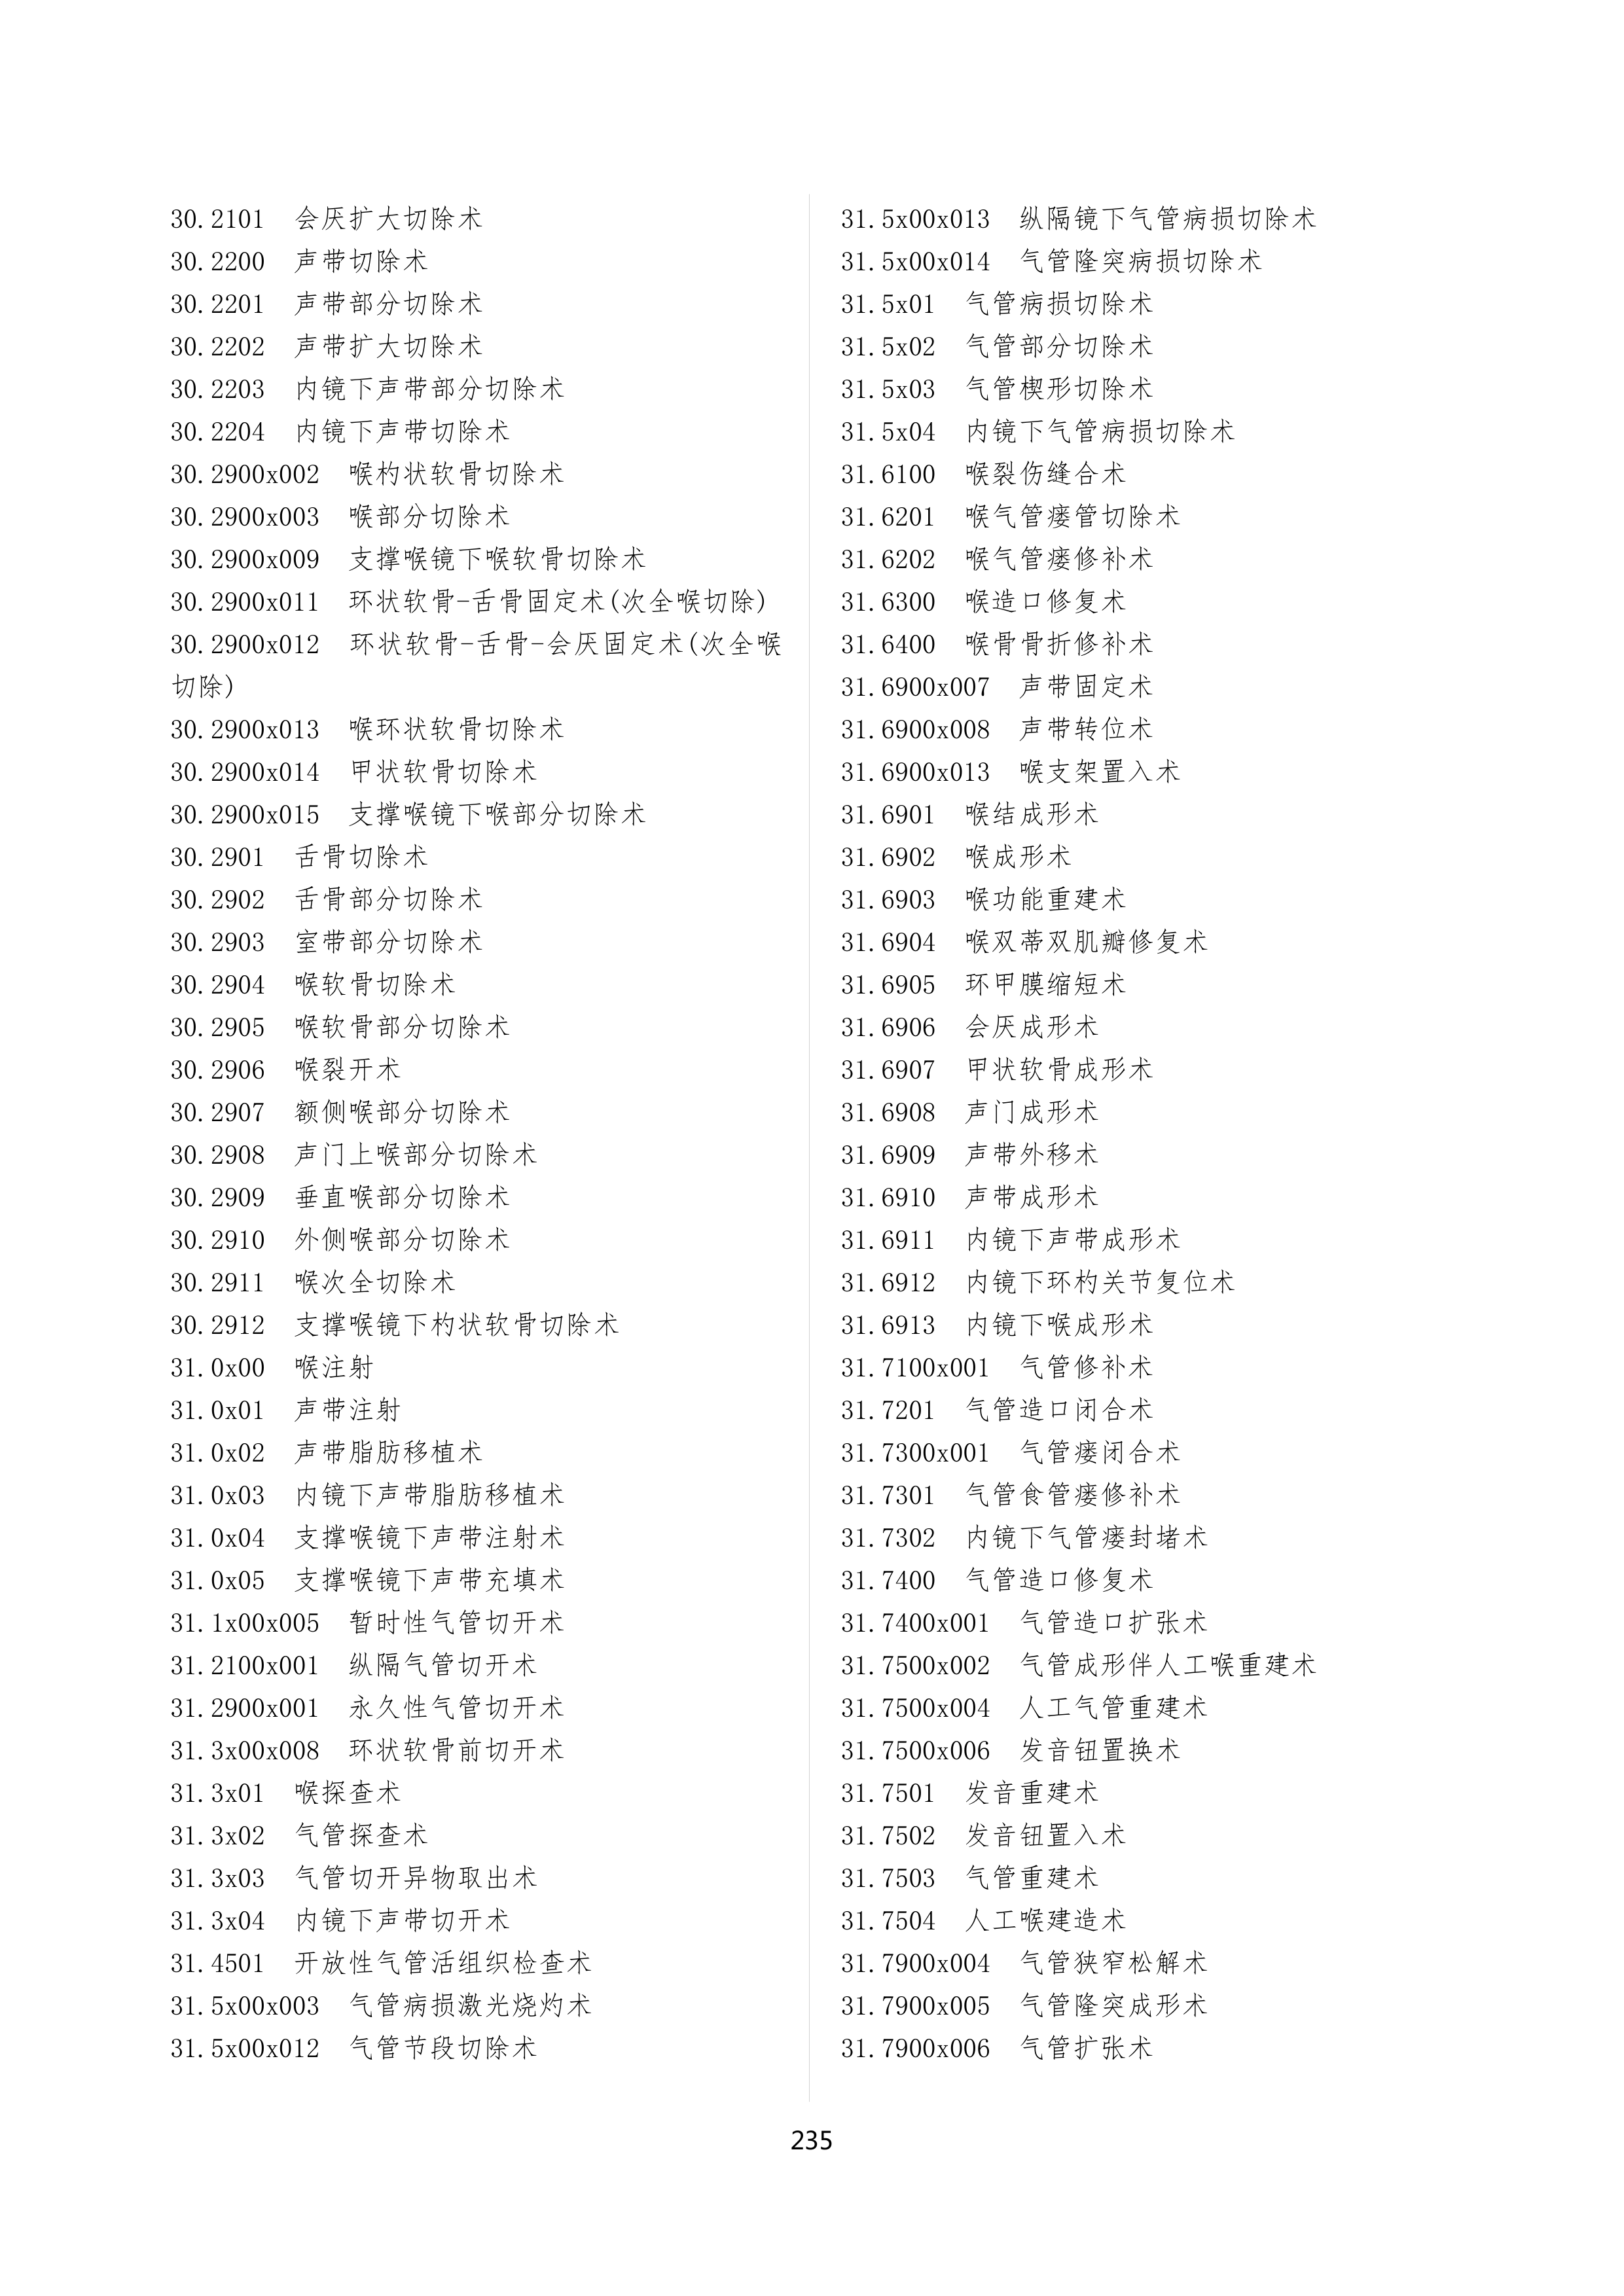 30.2101 会厌扩大切除术
30.2200 声带切除术
30.2201 声带部分切除术
30.2202 声带扩大切除术
30.2203 内镜下声带部分切除术
30.2204 内镜下声带切除术
30.2900x002 喉杓状软骨切除术
30.2900x003 喉部分切除术
30.2900x009 支撑喉镜下喉软骨切除术
30.2900x011 环状软骨-舌骨固定术(次全喉切除)
30.2900x012 环状软骨-舌骨-会厌固定术(次全喉
切除)
30.2900x013 喉环状软骨切除术
30.2900x014 甲状软骨切除术
30.2900x015 支撑喉镜下喉部分切除术
30.2901 舌骨切除术
30.2902 舌骨部分切除术
30.2903 室带部分切除术
30.2904 喉软骨切除术
30.2905 喉软骨部分切除术
30.2906 喉裂开术
30.2907 额侧喉部分切除术
30.2908 声门上喉部分切除术
30.2909 垂直喉部分切除术
30.2910 外侧喉部分切除术
30.2911 喉次全切除术
30.2912 支撑喉镜下杓状软骨切除术
31.0x00 喉注射
31.0x01 声带注射
31.0x02 声带脂肪移植术
31.0x03 内镜下声带脂肪移植术
31.0x04 支撑喉镜下声带注射术
31.0x05 支撑喉镜下声带充填术
31.1x00x005 暂时性气管切开术
31.2100x001 纵隔气管切开术
31.2900x001 永久性气管切开术
31.3x00x008 环状软骨前切开术
31.3x01 喉探查术
31.3x02 气管探查术
31.3x03 气管切开异物取出术
31.3x04 内镜下声带切开术
31.4501 开放性气管活组织检查术
31.5x00x003 气管病损激光烧灼术
31.5x00x012 气管节段切除术
31.5x00x013 纵隔镜下气管病损切除术
31.5x00x014 气管隆突病损切除术
31.5x01 气管病损切除术
31.5x02 气管部分切除术
31.5x03 气管楔形切除术
31.5x04 内镜下气管病损切除术
31.6100 喉裂伤缝合术
31.6201 喉气管瘘管切除术
31.6202 喉气管瘘修补术
31.6300 喉造口修复术
31.6400 喉骨骨折修补术
31.6900x007 声带固定术
31.6900x008 声带转位术
31.6900x013 喉支架置入术
31.6901 喉结成形术
31.6902 喉成形术
31.6903 喉功能重建术
31.6904 喉双蒂双肌瓣修复术
31.6905 环甲膜缩短术
31.6906 会厌成形术
31.6907 甲状软骨成形术
31.6908 声门成形术
31.6909 声带外移术
31.6910 声带成形术
31.6911 内镜下声带成形术
31.6912 内镜下环杓关节复位术
31.6913 内镜下喉成形术
31.7100x001 气管修补术
31.7201 气管造口闭合术
31.7300x001 气管瘘闭合术
31.7301 气管食管瘘修补术
31.7302 内镜下气管瘘封堵术
31.7400 气管造口修复术
31.7400x001 气管造口扩张术
31.7500x002 气管成形伴人工喉重建术
31.7500x004 人工气管重建术
31.7500x006 发音钮置换术
31.7501 发音重建术
31.7502 发音钮置入术
31.7503 气管重建术
31.7504 人工喉建造术
31.7900x004 气管狭窄松解术
31.7900x005 气管隆突成形术
31.7900x006 气管扩张术
235